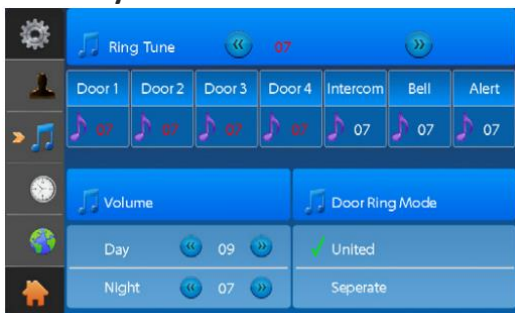 Ring Tune 07
Door 1 Door 2 Door 3 Door 4 Intercom Bell Alert
07 07 07 07 07 07 07
Volume Door Ring Mode
Day 09 United
Night 07 Seperate